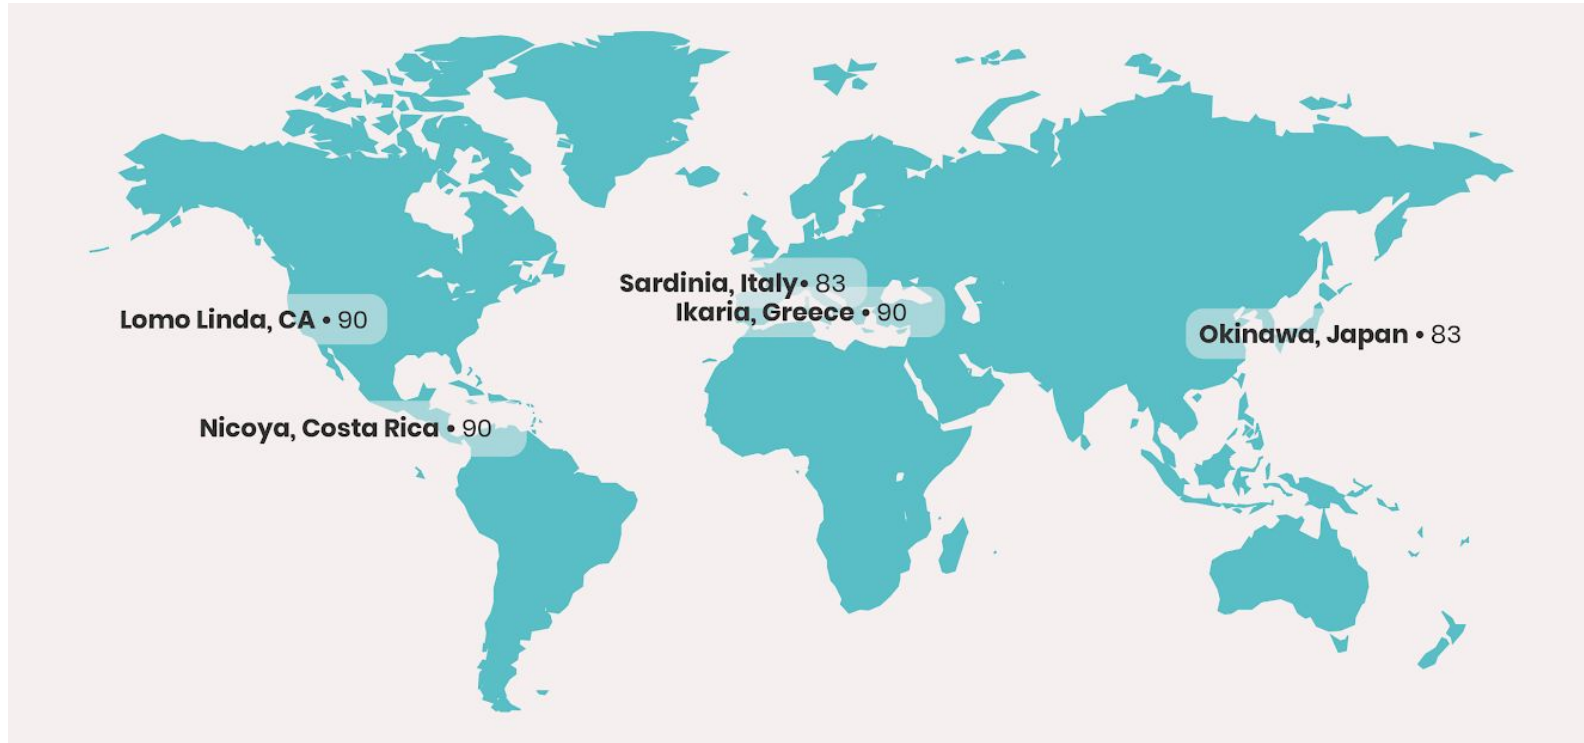 Sardinia, Italy• 83
Ikaria, Greece • 90
Lomo Linda, CA • 90
Okinawa, Japan • 83
Nicoya, Costa Rica • 90